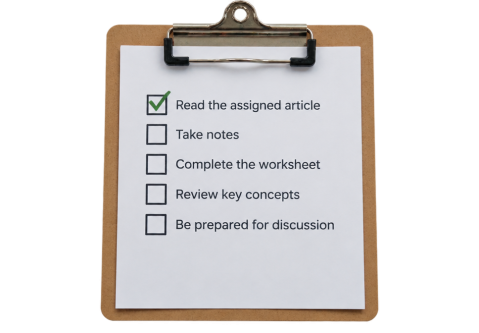 Read the assigned article
Take notes
Complete the worksheet
Review key concepts
Be prepared for discussion